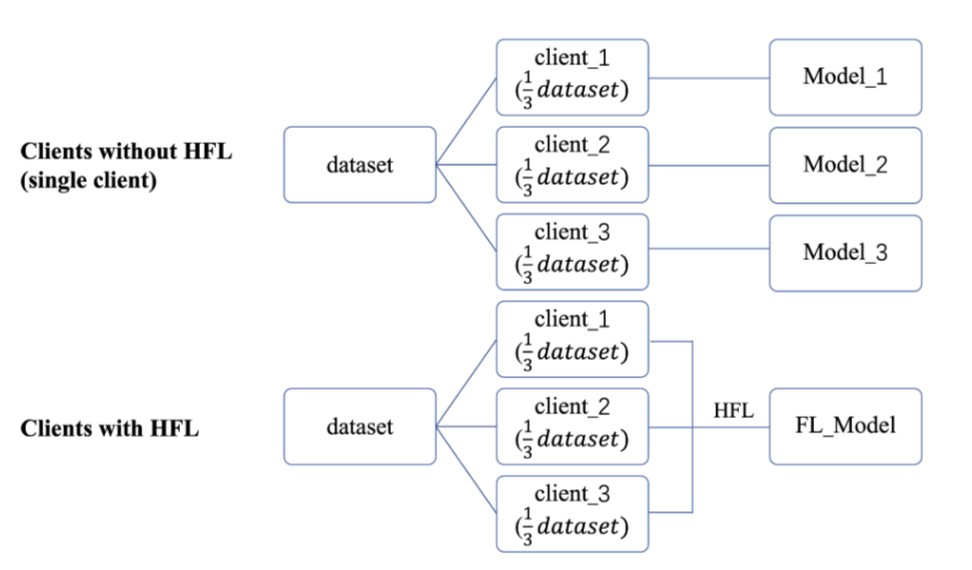 Clients without HFL
(single client)
dataset
client_1
(1/3 dataset)
Model_1
client_2
(1/3 dataset)
Model_2
client_3
(1/3 dataset)
Model_3
Clients with HFL
dataset
client_1
(1/3 dataset)
client_2
(1/3 dataset)
client_3
(1/3 dataset)
HFL
FL_Model